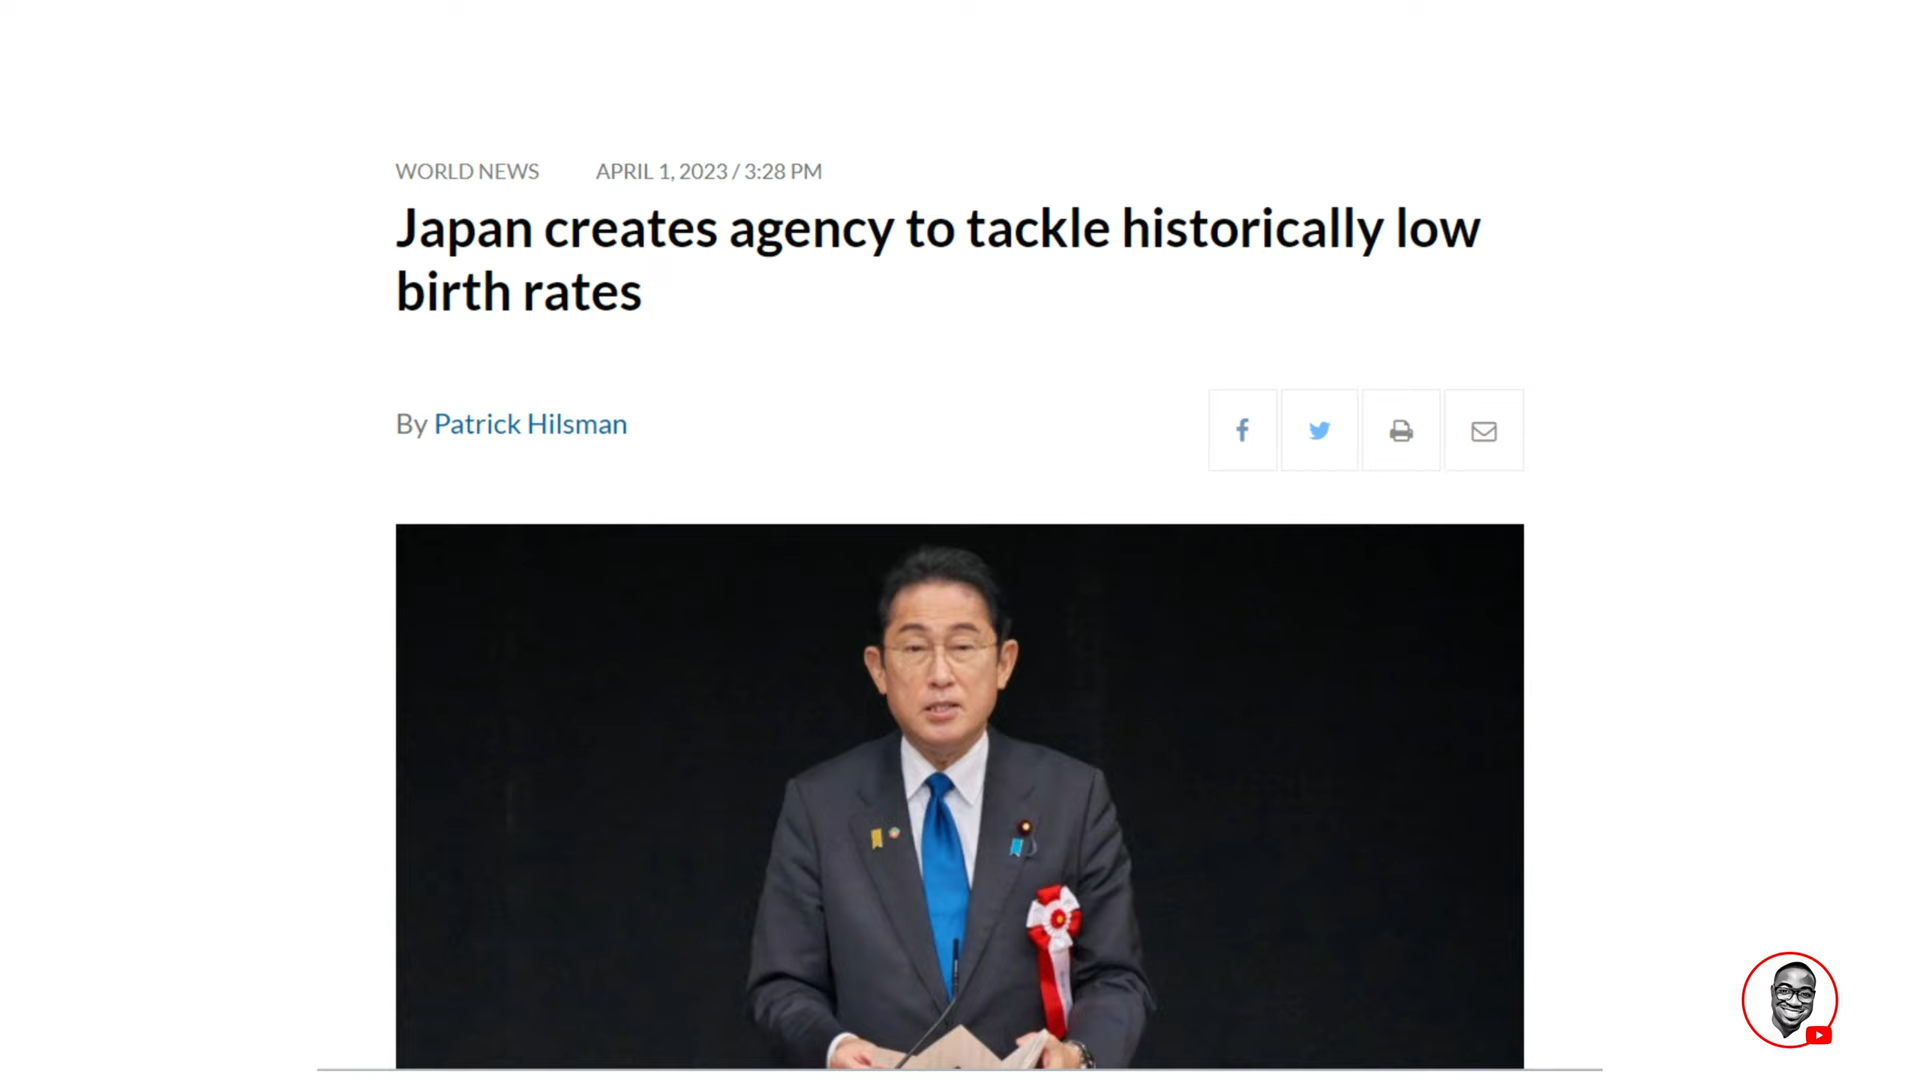 WORLD NEWS APRIL 1, 2023 / 3:28 PM
Japan creates agency to tackle historically low
birth rates
By Patrick Hilsman